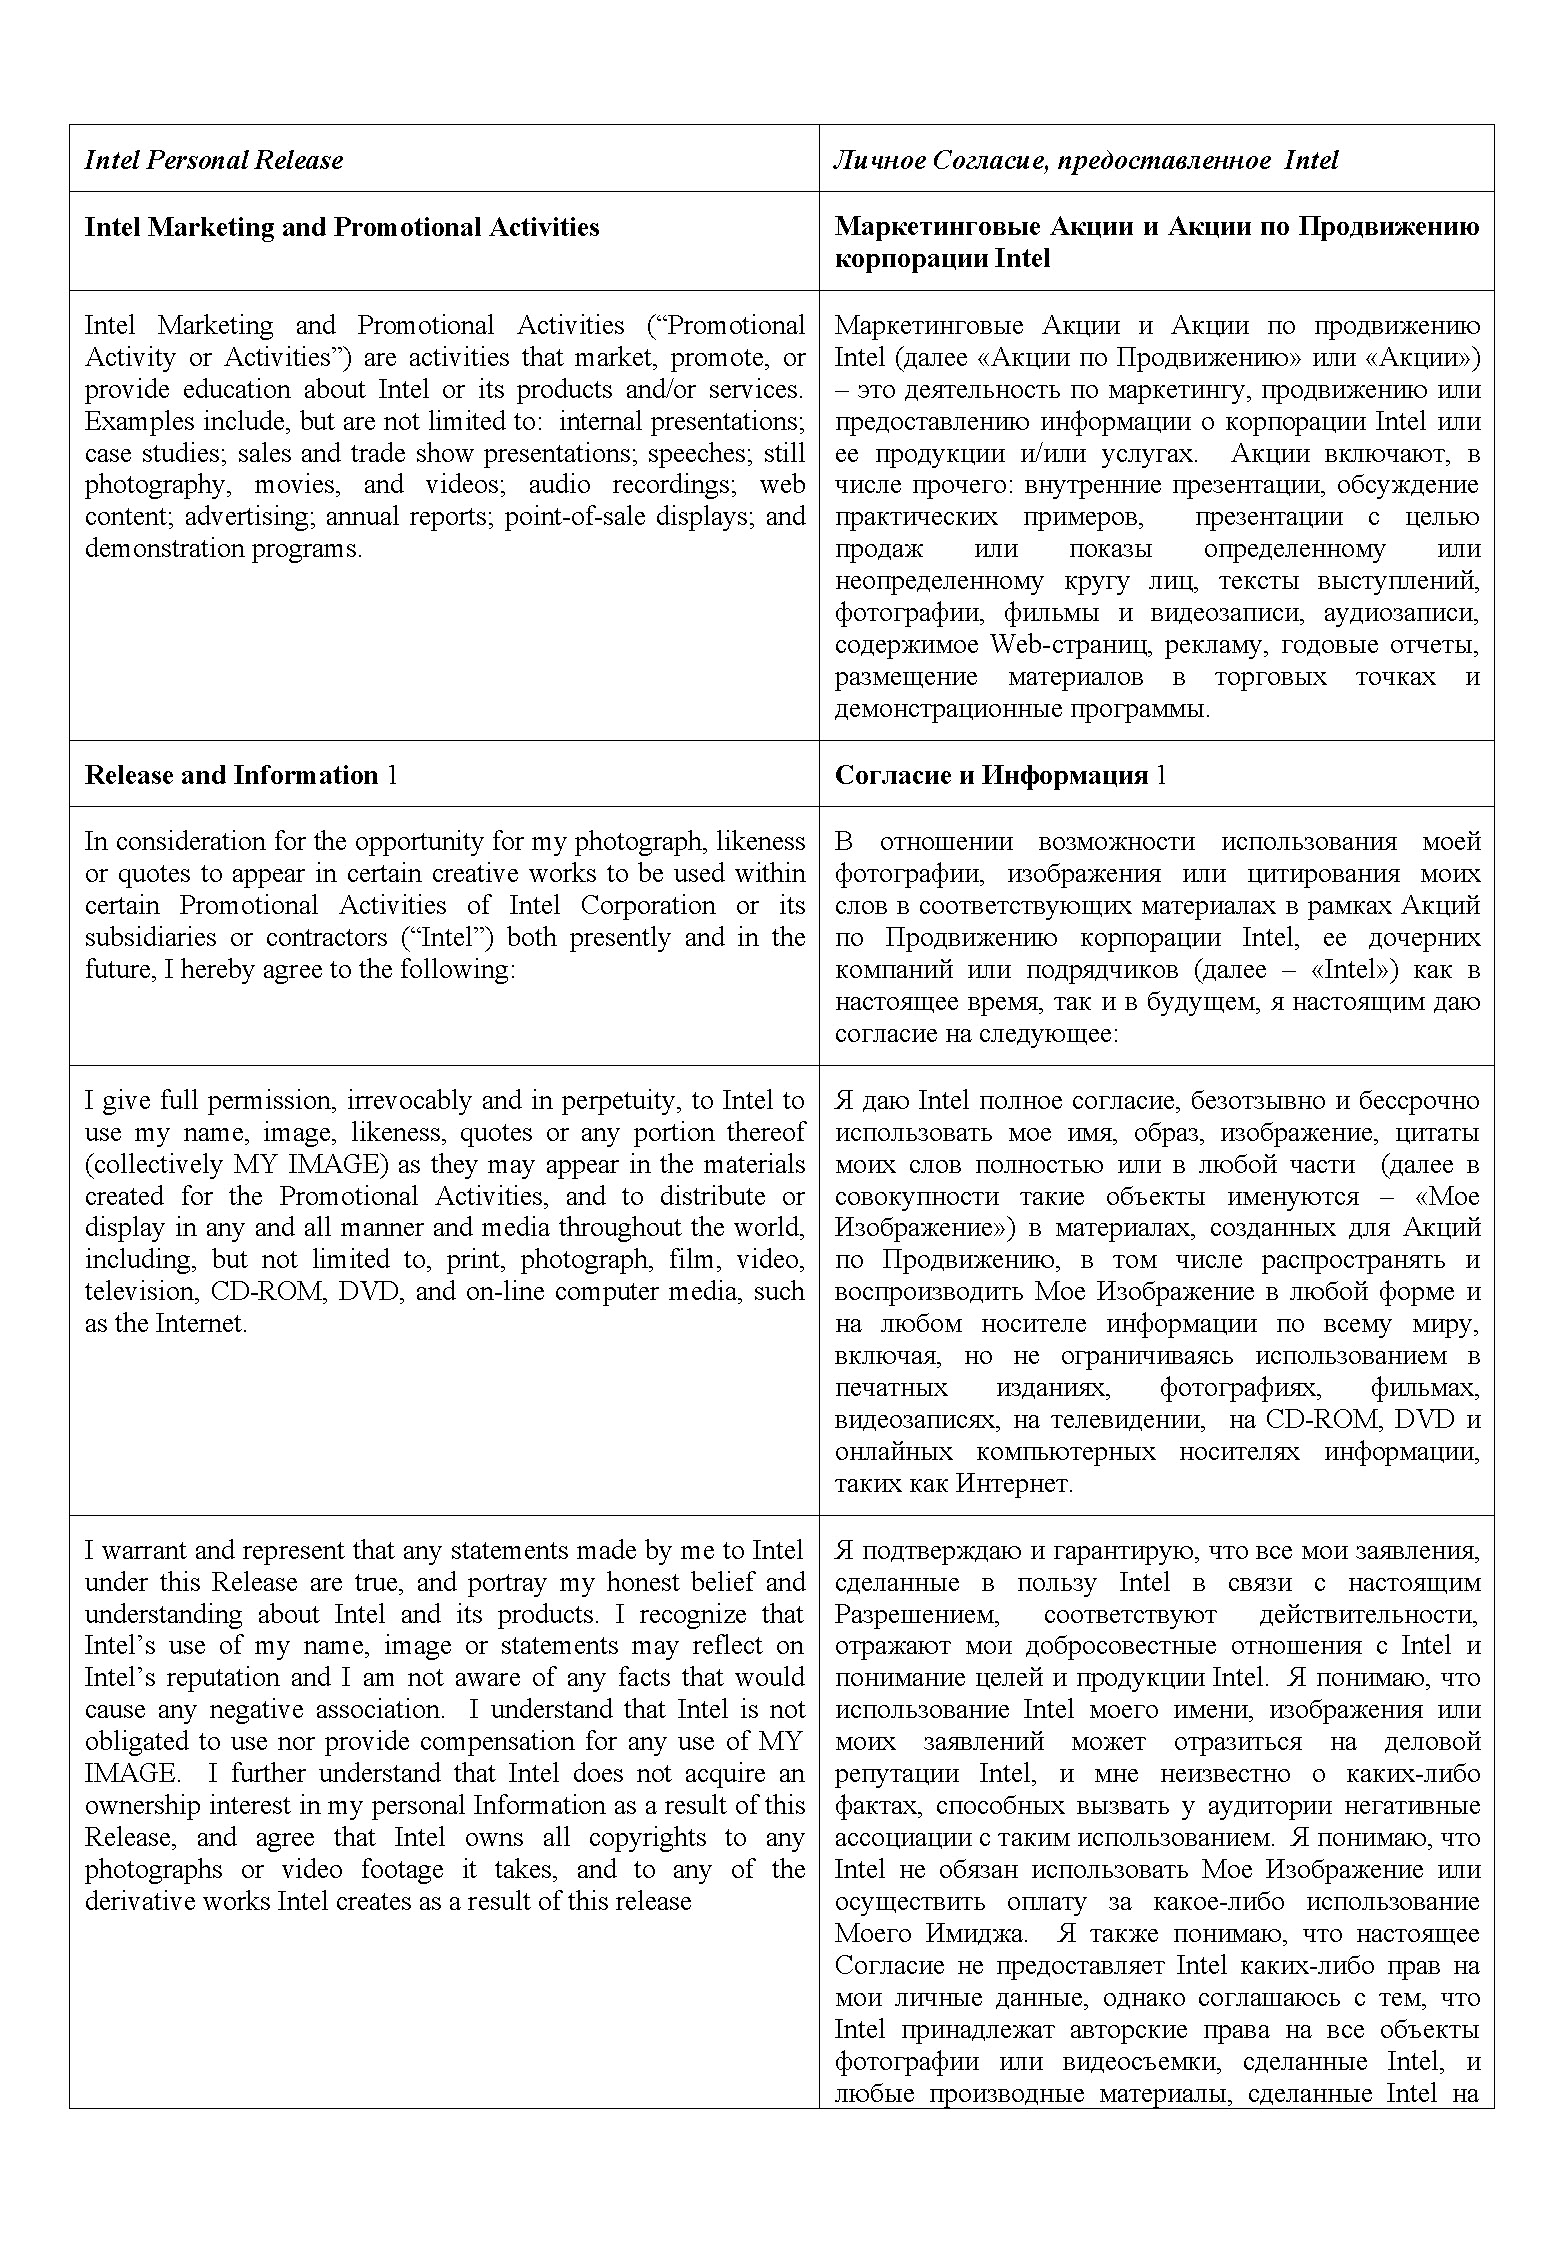 Intel Personal Release
Личное Согласие, предоставленное Intel
Intel Marketing and Promotional Activities
Маркетинговые Акции и Акции по Продвижению
корпорации Intel
Intel Marketing and Promotional Activities (“Promotional
Activity or Activities”) are activities that market, promote, or
provide education about Intel or its products and/or services.
Examples include, but are not limited to: internal presentations;
case studies; sales and trade show presentations; speeches; still
photography, movies, and videos; audio recordings; web
content; advertising; annual reports; point-of-sale displays; and
demonstration programs.
Маркетинговые Акции и Акции по продвижению
Intel (далее «Акции по Продвижению» или «Акции»)
– это деятельность по маркетингу, продвижению или
предоставлению информации о корпорации Intel или
ее продукции и/или услугах. Акции включают, в
числе прочего: внутренние презентации, обсуждение
практических примеров, презентации с целью
продаж или показы определенному или
неопределенному кругу лиц, тексты выступлений,
фотографии, фильмы и видеозаписи, аудиозаписи,
содержимое Web-страниц, рекламу, годовые отчеты,
размещение материалов в торговых точках и
демонстрационные программы.
Release and Information 1
Согласие и Информация 1
In consideration for the opportunity for my photograph, likeness
or quotes to appear in certain creative works to be used within
certain Promotional Activities of Intel Corporation or its
subsidiaries or contractors (“Intel”) both presently and in the
future, I hereby agree to the following:
В отношении возможности использования моей
фотографии, изображения или цитирования моих
слов в соответствующих материалах в рамках Акций
по Продвижению корпорации Intel, ее дочерних
компаний или подрядчиков (далее – «Intel») как в
настоящее время, так и в будущем, я настоящим даю
согласие на следующее:
I give full permission, irrevocably and in perpetuity, to Intel to
use my name, image, likeness, quotes or any portion thereof
(collectively MY IMAGE) as they may appear in the materials
created for the Promotional Activities, and to distribute or
display in any and all manner and media throughout the world,
including, but not limited to, print, photograph, film, video,
television, CD-ROM, DVD, and on-line computer media, such
as the Internet.
Я даю Intel полное согласие, безотзывно и бессрочно
использовать мое имя, образ, изображение, цитаты
моих слов полностью или в любой части (далее в
совокупности такие объекты именуются – «Мое
Изображение») в материалах, созданных для Акций
по Продвижению, в том числе распространять и
воспроизводить Мое Изображение в любой форме и
на любом носителе информации по всему миру,
включая, но не ограничиваясь использованием в
печатных изданиях, фотографиях, фильмах,
видеозаписях, на телевидении, на CD-ROM, DVD и
онлайных компьютерных носителях информации,
таких как Интернет.
I warrant and represent that any statements made by me to Intel
under this Release are true, and portray my honest belief and
understanding about Intel and its products. I recognize that
Intel’s use of my name, image or statements may reflect on
Intel’s reputation and I am not aware of any facts that would
cause any negative association. I understand that Intel is not
obligated to use nor provide compensation for any use of MY
IMAGE. I further understand that Intel does not acquire an
ownership interest in my personal Information as a result of this
Release, and agree that Intel owns all copyrights to any
photographs or video footage it takes, and to any of the
derivative works Intel creates as a result of this release
Я подтверждаю и гарантирую, что все мои заявления,
сделанные в пользу Intel в связи с настоящим
Разрешением, соответствуют действительности,
отражают мои добросовестные отношения с Intel и
понимание целей и продукции Intel. Я понимаю, что
использование Intel моего имени, изображения или
моих заявлений может отразиться на деловой
репутации Intel, и мне неизвестно о каких-либо
фактах, способных вызвать у аудитории негативные
ассоциации с таким использованием. Я понимаю, что
Intel не обязан использовать Мое Изображение или
осуществить оплату за какое-либо использование
Моего Имиджа. Я также понимаю, что настоящее
Согласие не предоставляет Intel каких-либо прав на
мои личные данные, однако соглашаюсь с тем, что
Intel принадлежат авторские права на все объекты
фотографии или видеосъемки, сделанные Intel, и
любые производные материалы, сделанные Intel на